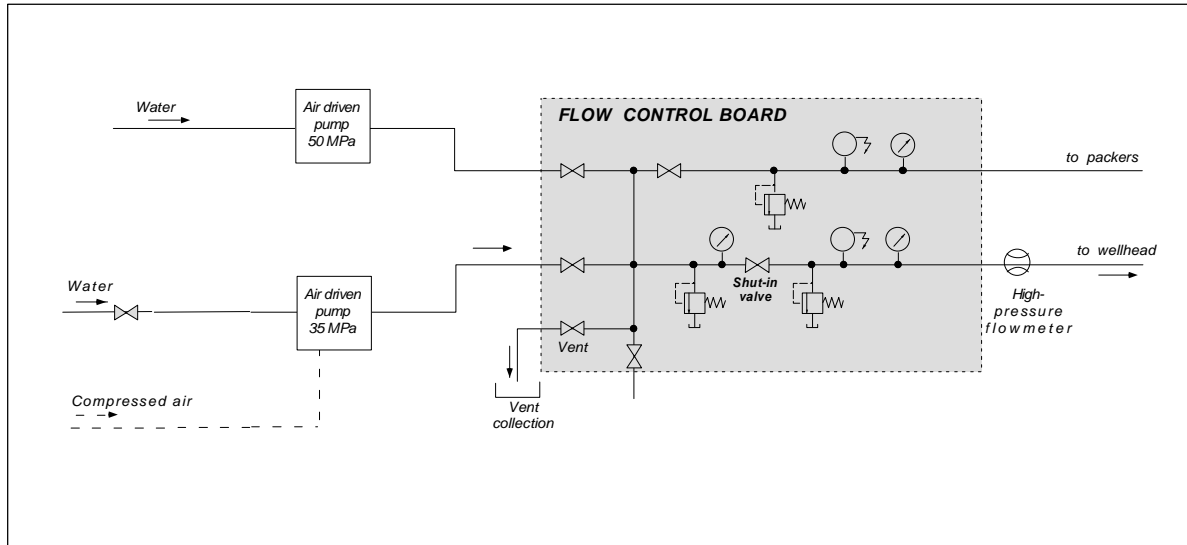 Water
Air driven
pump
50 MPa
FLOW CONTROL BOARD
to packers
Water
Air driven
pump
35 MPa
Shut-in
valve
to wellhead
High-
pressure
flowmeter
Vent
Compressed air
Vent
collection